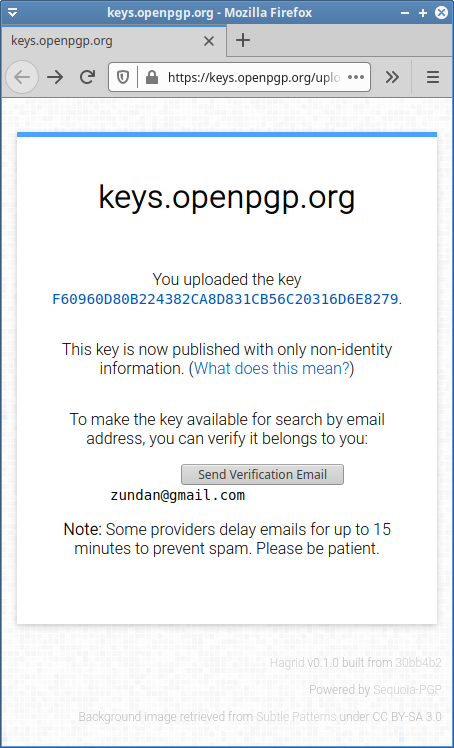 keys.openpgp.org - Mozilla Firefox
keys.openpgp.org
https://keys.openpgp.org/uplo
keys.openpgp.org
You uploaded the key
F60960D80B224382CA8D831CB56C20316D6E8279.
This key is now published with only non-identity
information. (What does this mean?)
To make the key available for search by email
address, you can verify it belongs to you:
Send Verification Email
zundan@gmail.com
Note: Some providers delay emails for up to 15
minutes to prevent spam. Please be patient.
Hagrid v0.1.0 built from 30bb4b2
Powered by Sequoia-PGP
Background image retrieved from Subtle Patterns under CC BY-SA 3.0